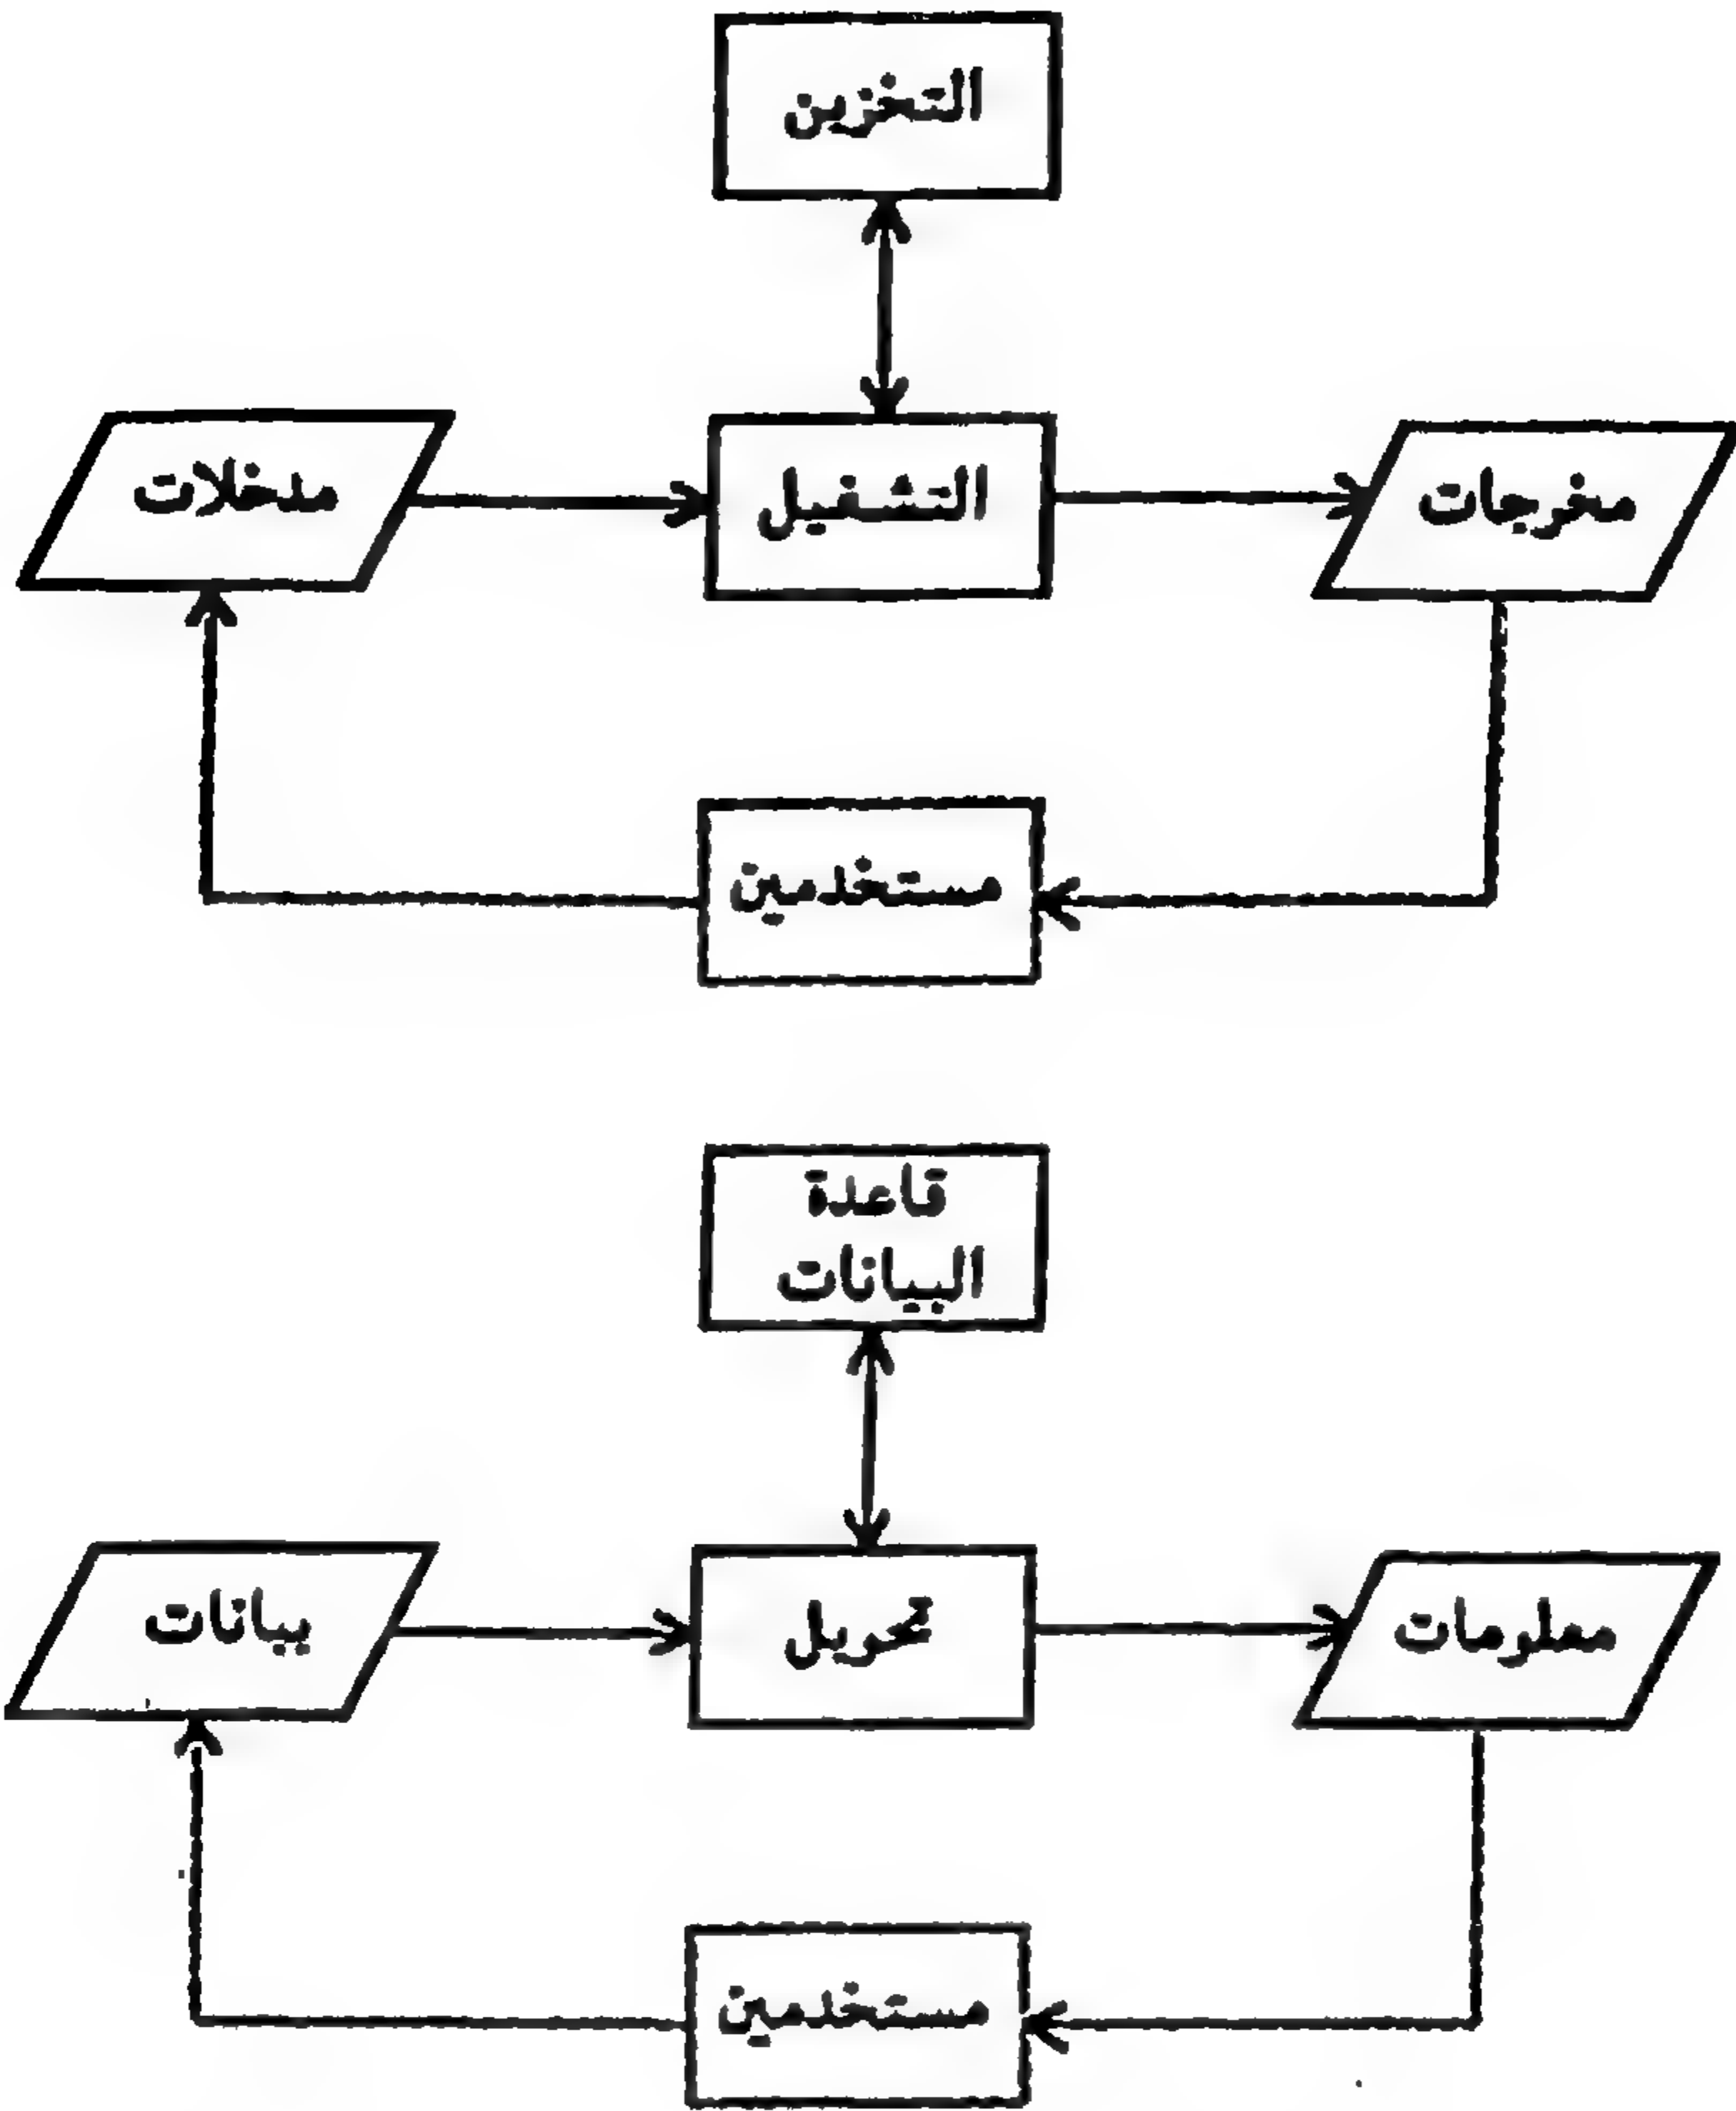 التخزين
مدخلات
التشغيل
مخرجات
مستخدمين
قاعدة
البيانات
بيانات
تحويل
معلومات
مستخدمين